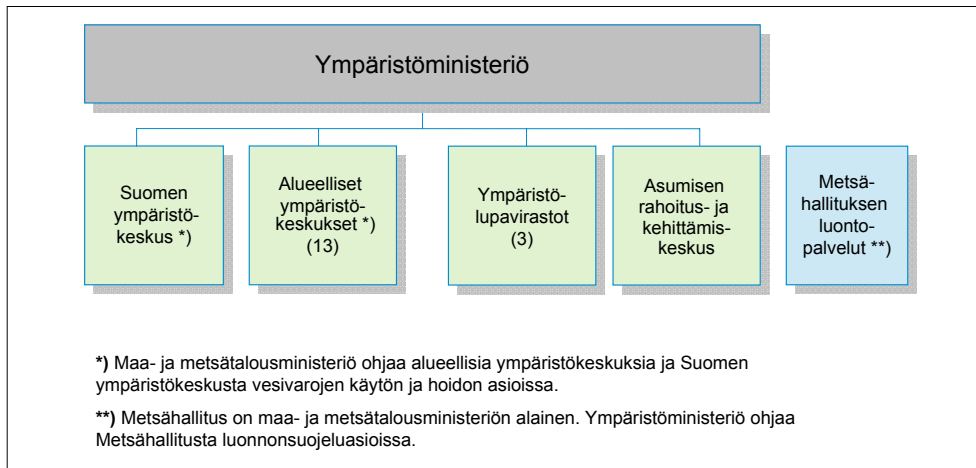 Ympäristöministeriö
Suomen
ympäristö-
keskus *)
Alueelliset
ympäristö-
keskukset *)
(13)
Ympäristö-
lupavirastot
(3)
Asumisen
rahoitus- ja
kehittämis-
keskus
Metsä-
hallituksen
luonto-
palvelut **)
*) Maa- ja metsätalousministeriö ohjaa alueellisia ympäristökeskuksia ja Suomen
ympäristökeskusta vesivarojen käytön ja hoidon asioissa.
**) Metsähallitus on maa- ja metsätalousministeriön alainen. Ympäristöministeriö ohjaa
Metsähallitusta luonnonsuojeluasioissa.